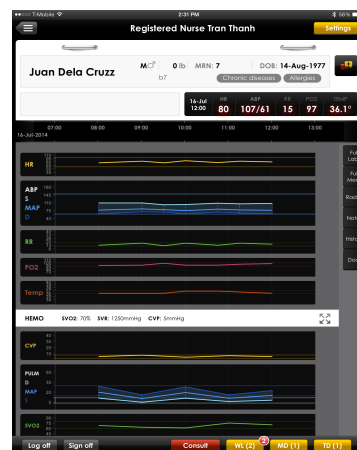 T-Mobile 2:31 PM 56%
Registered Nurse Tran Thanh
Settings
Juan Dela Cruzz
M 0 lb MRN: 7 DOB: 14-Aug-1977
b7 Chronic diseases Allergies
16-Jul HR ABP RR PO2 TEMP
12:00 80 107/61 15 97 36.1°
07:00 08:00 09:00 10:00 11:00 12:00 13:00
16-Jul-2014
HR
ABP
S
MAP
D
RR
PO2
Temp
HEMO SVO2: 70% SVR: 1250mmHg CVP: 5mmHg
CVP
PULM
D
MAP
S
SVO2
Log off Sign off Consult WL (2) 2 MD (1) TD (1)